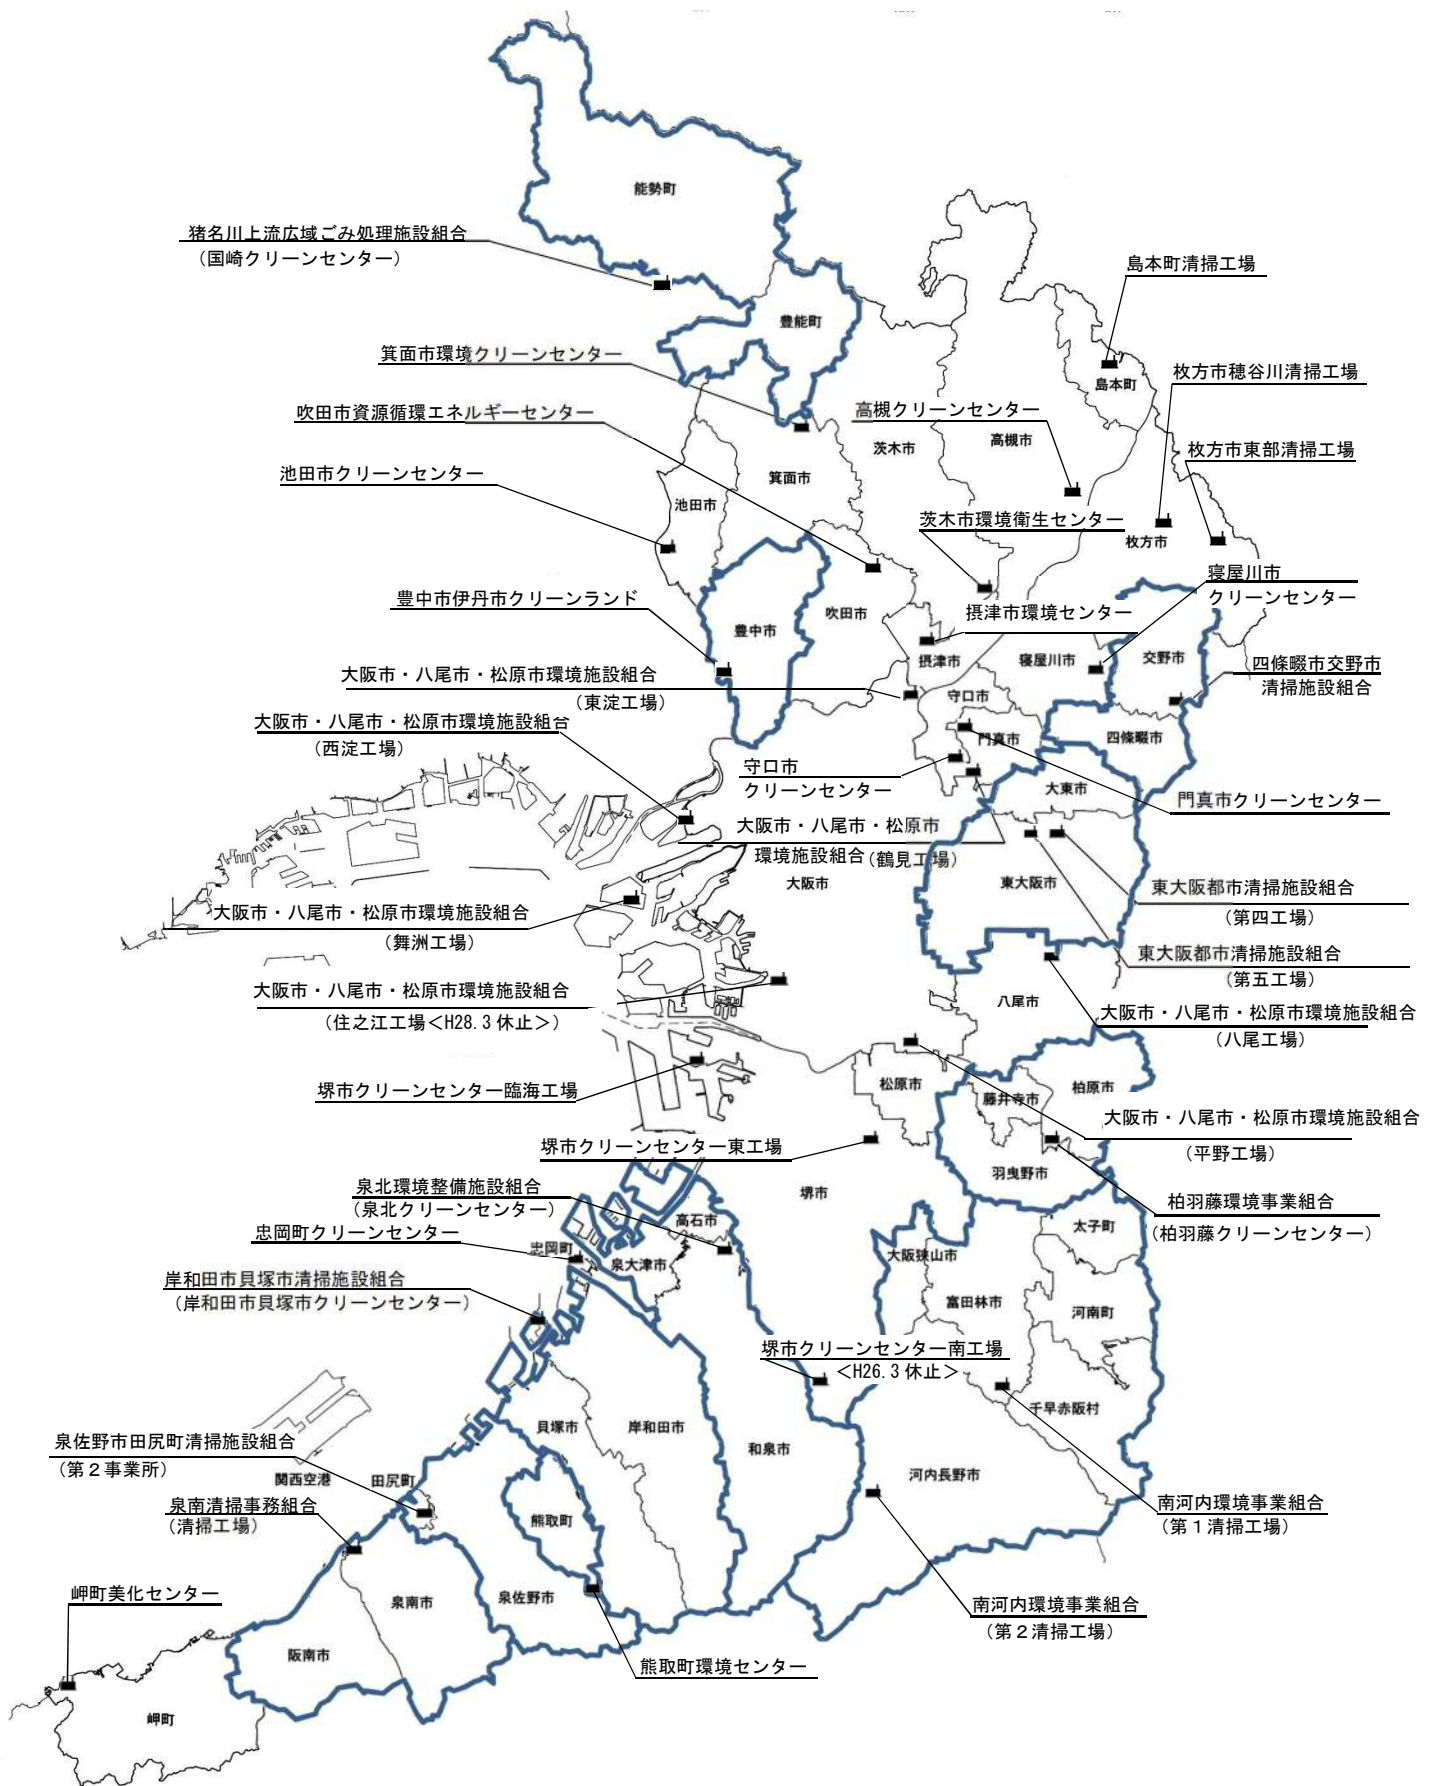 能勢町
猪名川上流広域ごみ処理施設組合
（国崎クリーンセンター）
島本町清掃工場
豊能町
箕面市環境クリーンセンター
枚方市穂谷川清掃工場
島本町
吹田市資源循環エネルギーセンター
高槻クリーンセンター
茨木市
高槻市
枚方市東部清掃工場
池田市クリーンセンター
箕面市
池田市
茨木市環境衛生センター
枚方市
寝屋川市
クリーンセンター
豊中市伊丹市クリーンランド
吹田市
摂津市環境センター
豊中市
摂津市
寝屋川市
交野市
四條畷市交野市
清掃施設組合
大阪市・八尾市・松原市環境施設組合
（東淀工場）
守口市
大阪市・八尾市・松原市環境施設組合
（西淀工場）
門真市
四條畷市
守口市
クリーンセンター
大東市
門真市クリーンセンター
大阪市・八尾市・松原市
環境施設組合（鶴見工場）
大阪市
東大阪市
東大阪都市清掃施設組合
（第四工場）
大阪市・八尾市・松原市環境施設組合
（舞洲工場）
東大阪都市清掃施設組合
（第五工場）
大阪市・八尾市・松原市環境施設組合
（住之江工場＜H28.3 休止＞）
八尾市
大阪市・八尾市・松原市環境施設組合
（八尾工場）
堺市クリーンセンター臨海工場
松原市
藤井寺市
柏原市
大阪市・八尾市・松原市環境施設組合
（平野工場）
堺市クリーンセンター東工場
羽曳野市
堺市
泉北環境整備施設組合
（泉北クリーンセンター）
柏羽藤環境事業組合
（柏羽藤クリーンセンター）
高石市
太子町
忠岡町クリーンセンター
忠岡町
泉大津市
大阪狭山市
岸和田市貝塚市清掃施設組合
（岸和田市貝塚市クリーンセンター）
富田林市
河南町
堺市クリーンセンター南工場
＜H26.3 休止＞
千早赤阪村
貝塚市
岸和田市
和泉市
泉佐野市田尻町清掃施設組合
（第２事業所）
関西空港
田尻町
河内長野市
泉南清掃事務組合
（清掃工場）
南河内環境事業組合
（第１清掃工場）
熊取町
岬町美化センター
泉南市
泉佐野市
南河内環境事業組合
（第２清掃工場）
阪南市
熊取町環境センター
岬町